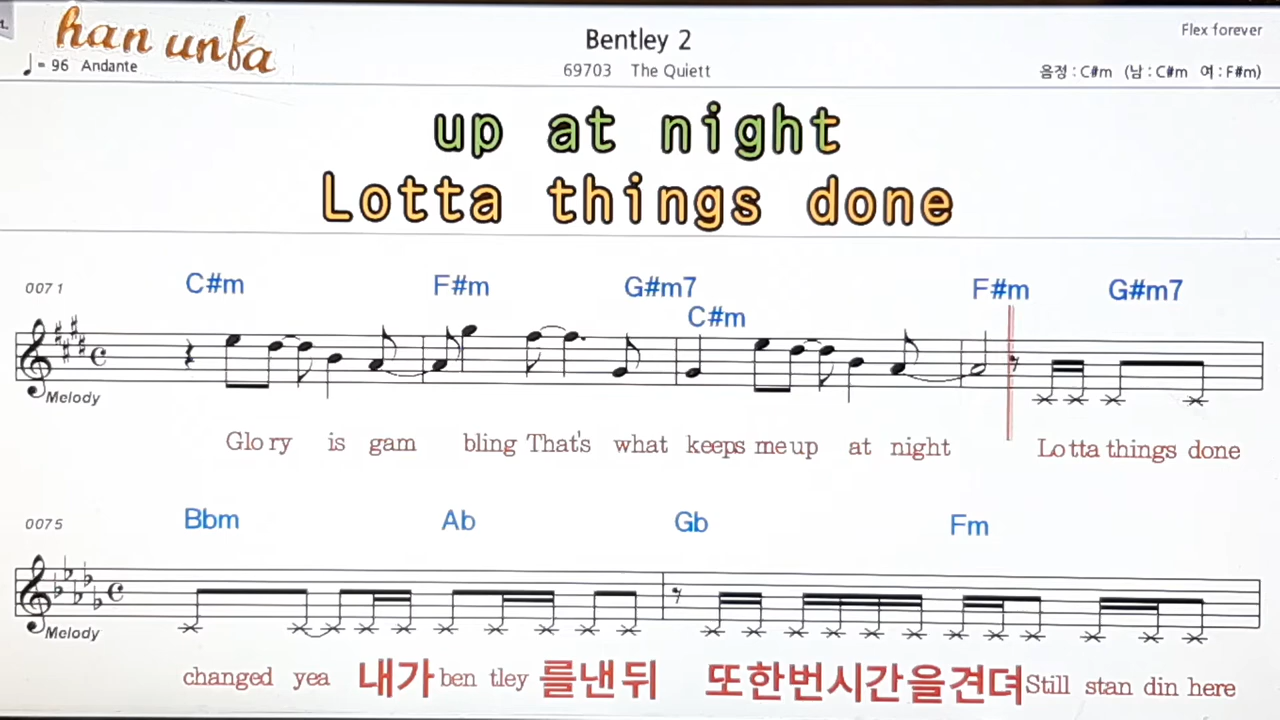 1.
han unfa
Bentley 2
Flex forever
♩ = 96 Andante
69703 The Quiett
음정 : C#m (남 : C#m 여 : F#m)
up at night
Lotta things done
0071
C#m F#m G#m7 F#m G#m7
C#m
Melody
Glo ry is gam bling That's what keeps me up at night Lo tta things done
0075
Bbm Ab Gb Fm
Melody
changed yea 내가 ben tley 를낸뒤 또한번시간을견뎌 Still stan din here